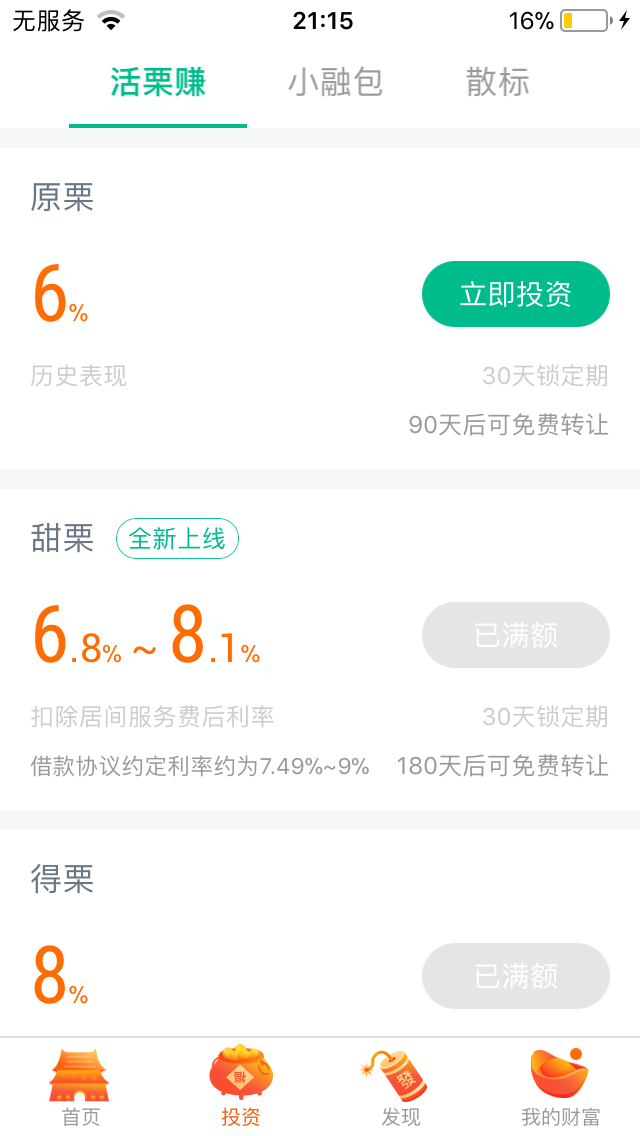 无服务 21:15 16%
活栗赚 小融包 散标
原栗
6% 立即投资
历史表现 30天锁定期
90天后可免费转让
甜栗 全新上线
6.8%~8.1% 已满额
扣除居间服务费后利率 30天锁定期
借款协议约定利率约为7.49%~9% 180天后可免费转让
得栗
8% 已满额
福 發
首页 投资 发现 我的财富